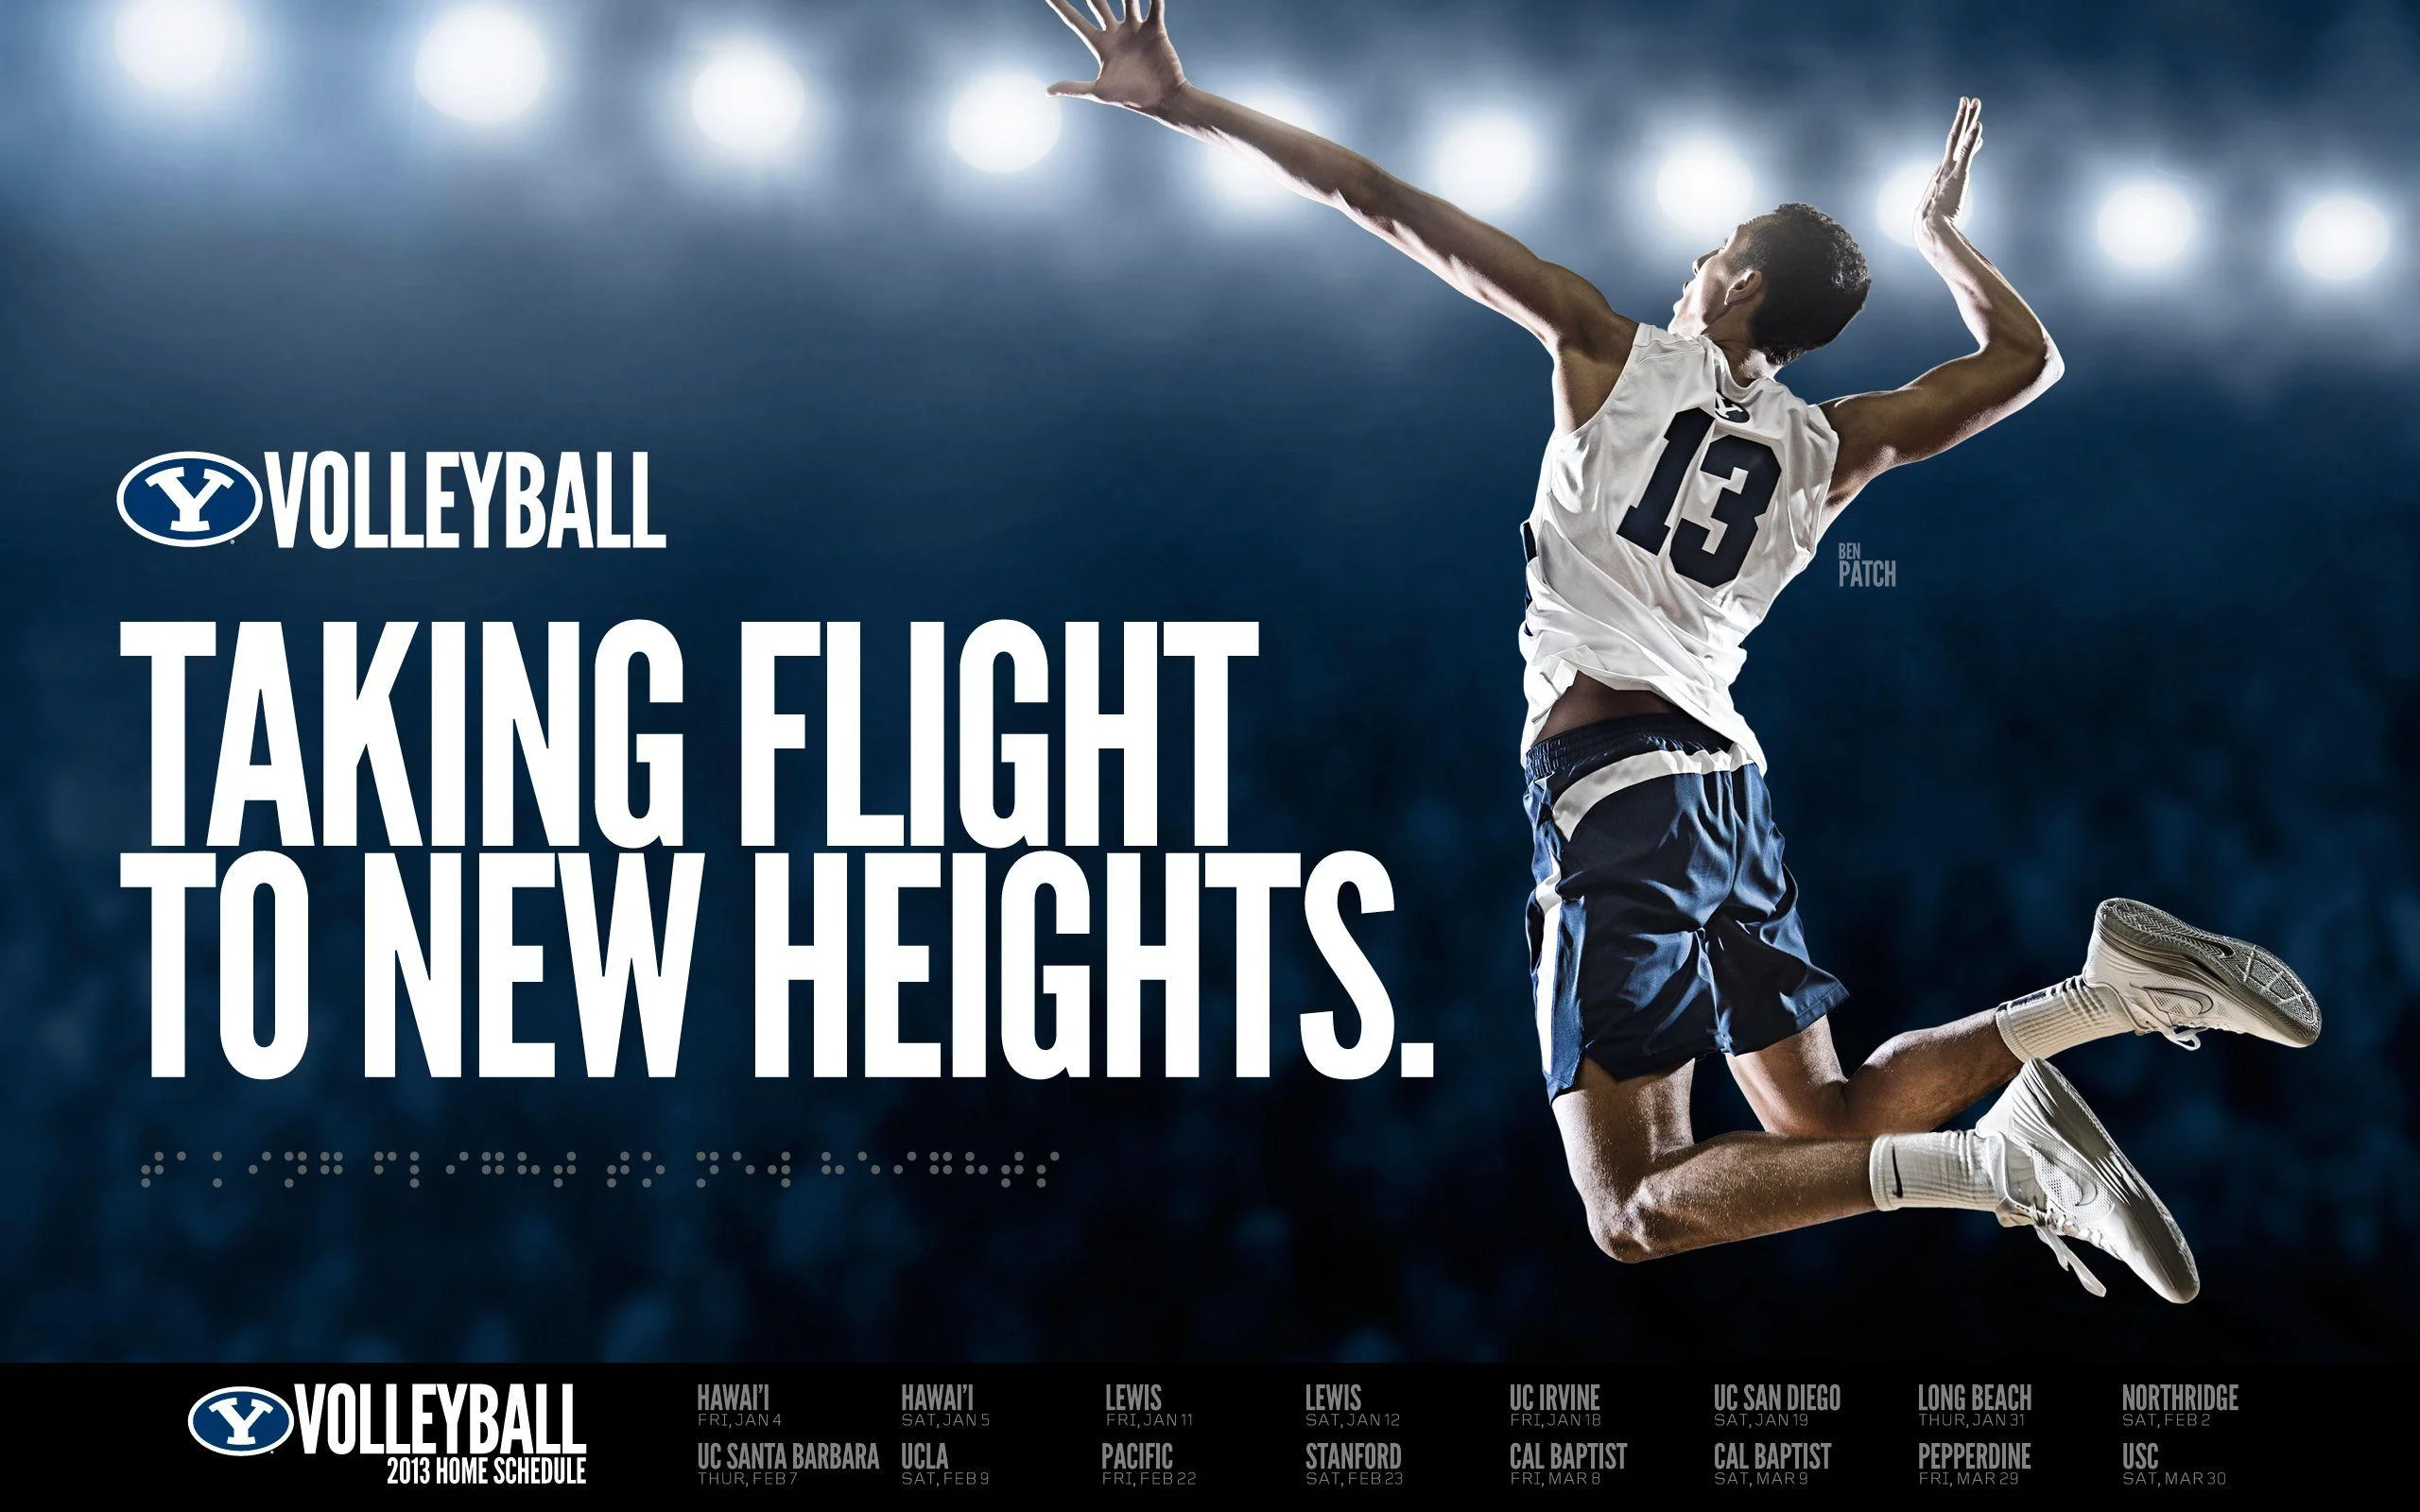 Y VOLLEYBALL
TAKING FLIGHT
TO NEW HEIGHTS.
⠞⠁⠅⠊⠝⠛ ⠋⠇⠊⠛⠓⠞ ⠞⠕ ⠝⠑⠺ ⠓⠑⠊⠛⠓⠞⠎
Y
13
BEN
PATCH
Y VOLLEYBALL
2013 HOME SCHEDULE
HAWAI'I
FRI, JAN 4
HAWAI'I
SAT, JAN 5
LEWIS
FRI, JAN 11
LEWIS
SAT, JAN 12
UC IRVINE
FRI, JAN 18
UC SAN DIEGO
SAT, JAN 19
LONG BEACH
THUR, JAN 31
NORTHRIDGE
SAT, FEB 2
UC SANTA BARBARA
THUR, FEB 7
UCLA
SAT, FEB 9
PACIFIC
FRI, FEB 22
STANFORD
SAT, FEB 23
CAL BAPTIST
FRI, MAR 8
CAL BAPTIST
SAT, MAR 9
PEPPERDINE
FRI, MAR 29
USC
SAT, MAR 30